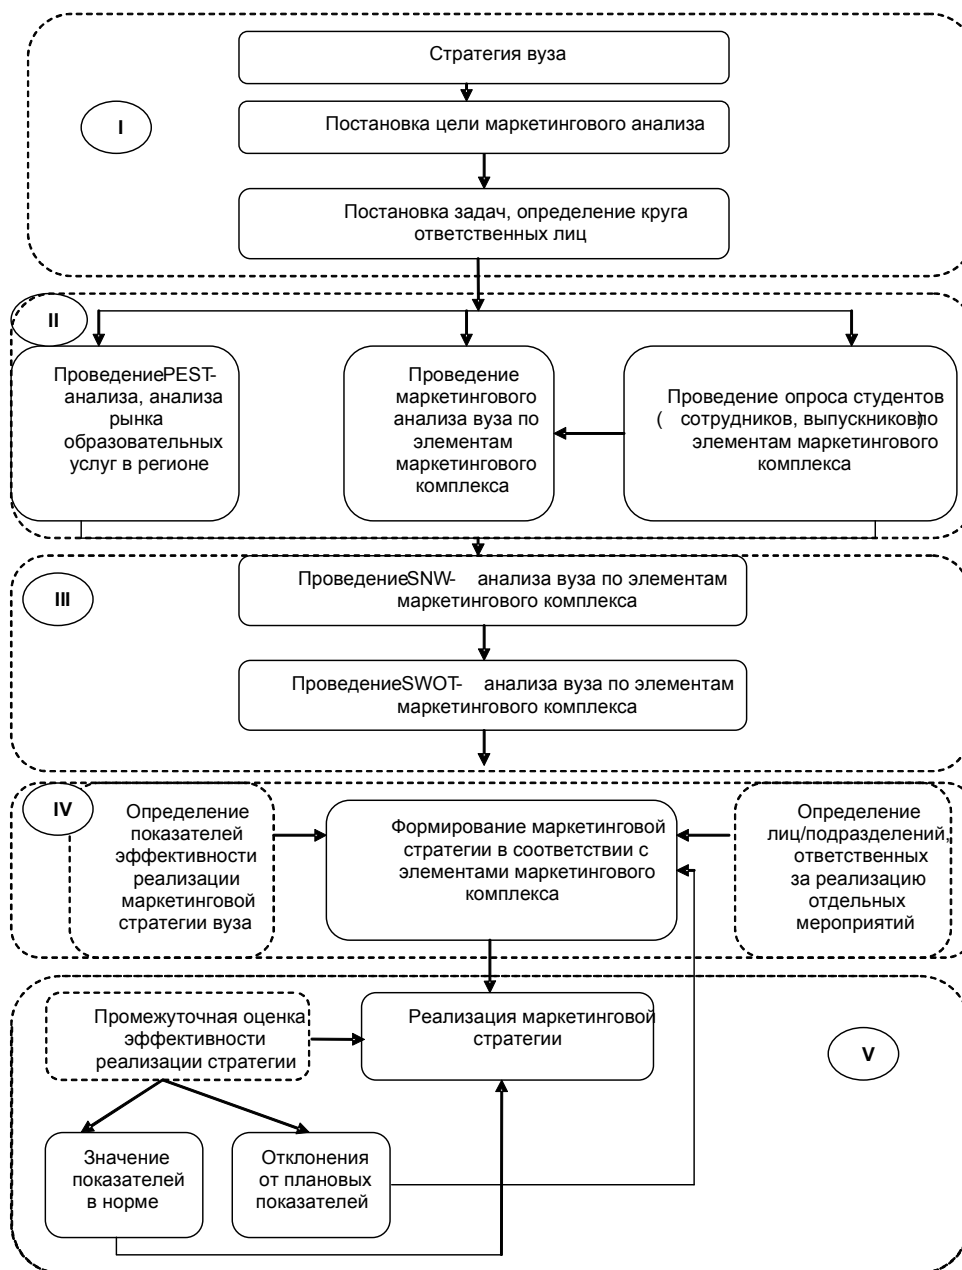 Стратегия вуза
I
Постановка цели маркетингового анализа
Постановка задач, определение круга
ответственных лиц
II
ПроведениеPEST-
анализа, анализа
рынка
образовательных
услуг в регионе
Проведение
маркетингового
анализа вуза по
элементам
маркетингового
комплекса
Проведение опроса студентов
( сотрудников, выпускников)по
элементам маркетингового
комплекса
III
ПроведениеSNW- анализа вуза по элементам
маркетингового комплекса
ПроведениеSWOT- анализа вуза по элементам
маркетингового комплекса
IV
Определение
показателей
эффективности
реализации
маркетинговой
стратегии вуза
Формирование маркетинговой
стратегии в соответствии с
элементами маркетингового
комплекса
Определение
лиц/подразделений,
ответственных
за реализацию
отдельных
мероприятий
Промежуточная оценка
эффективности
реализации стратегии
Реализация маркетинговой
стратегии
V
Значение
показателей
в норме
Отклонения
от плановых
показателей